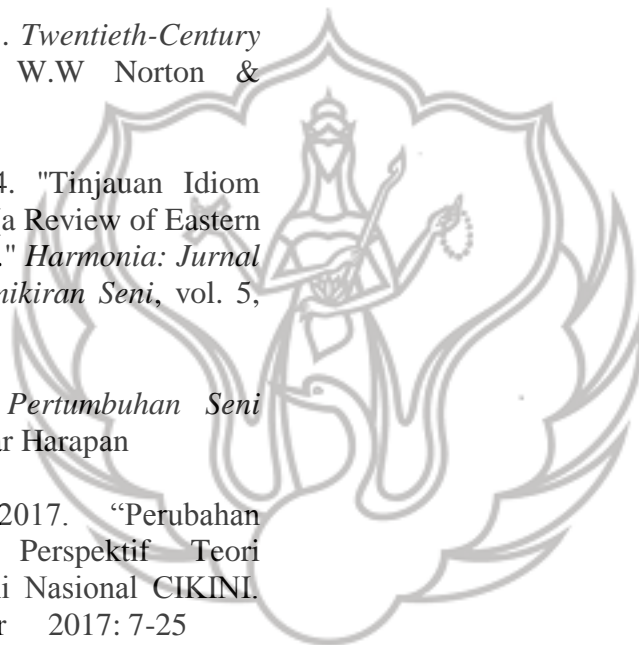 . Twentieth-Century
W.W Norton &
4. "Tinjauan Idiom
a Review of Eastern
." Harmonia: Jurnal
mikiran Seni, vol. 5,
Pertumbuhan Seni
ar Harapan
2017. “Perubahan
Perspektif Teori
i Nasional CIKINI.
r 2017: 7-25